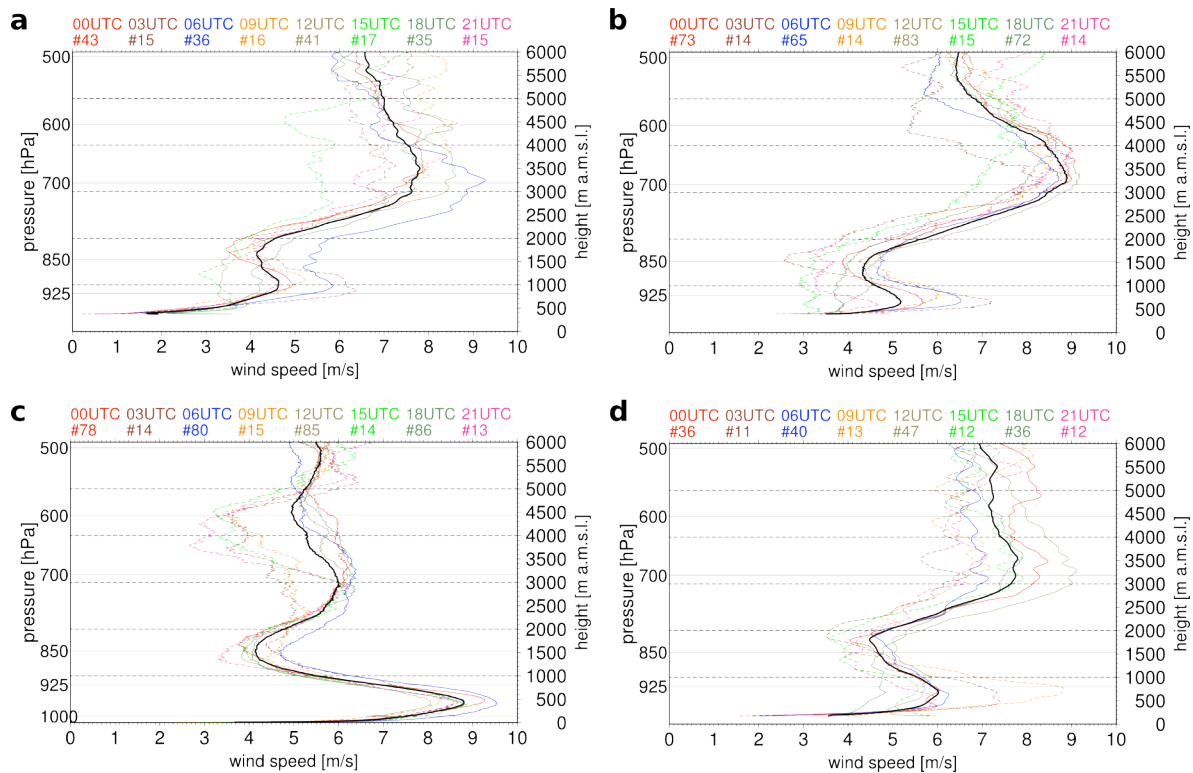 a
00UTC 03UTC 06UTC 09UTC 12UTC 15UTC 18UTC 21UTC
#43 #15 #36 #16 #41 #17 #35 #15
500
600
700
850
925
pressure [hPa]
6000
5500
5000
4500
4000
3500
3000
2500
2000
1500
1000
500
0
height [m a.m.s.l.]
0 1 2 3 4 5 6 7 8 9 10
wind speed [m/s]
b
00UTC 03UTC 06UTC 09UTC 12UTC 15UTC 18UTC 21UTC
#73 #14 #65 #14 #83 #15 #72 #14
500
600
700
850
925
pressure [hPa]
6000
5500
5000
4500
4000
3500
3000
2500
2000
1500
1000
500
0
height [m a.m.s.l.]
0 1 2 3 4 5 6 7 8 9 10
wind speed [m/s]
c
00UTC 03UTC 06UTC 09UTC 12UTC 15UTC 18UTC 21UTC
#78 #14 #80 #15 #85 #14 #86 #13
500
600
700
850
925
1000
pressure [hPa]
6000
5500
5000
4500
4000
3500
3000
2500
2000
1500
1000
500
0
height [m a.m.s.l.]
0 1 2 3 4 5 6 7 8 9 10
wind speed [m/s]
d
00UTC 03UTC 06UTC 09UTC 12UTC 15UTC 18UTC 21UTC
#36 #11 #40 #13 #47 #12 #36 #12
500
600
700
850
925
pressure [hPa]
6000
5500
5000
4500
4000
3500
3000
2500
2000
1500
1000
500
0
height [m a.m.s.l.]
0 1 2 3 4 5 6 7 8 9 10
wind speed [m/s]